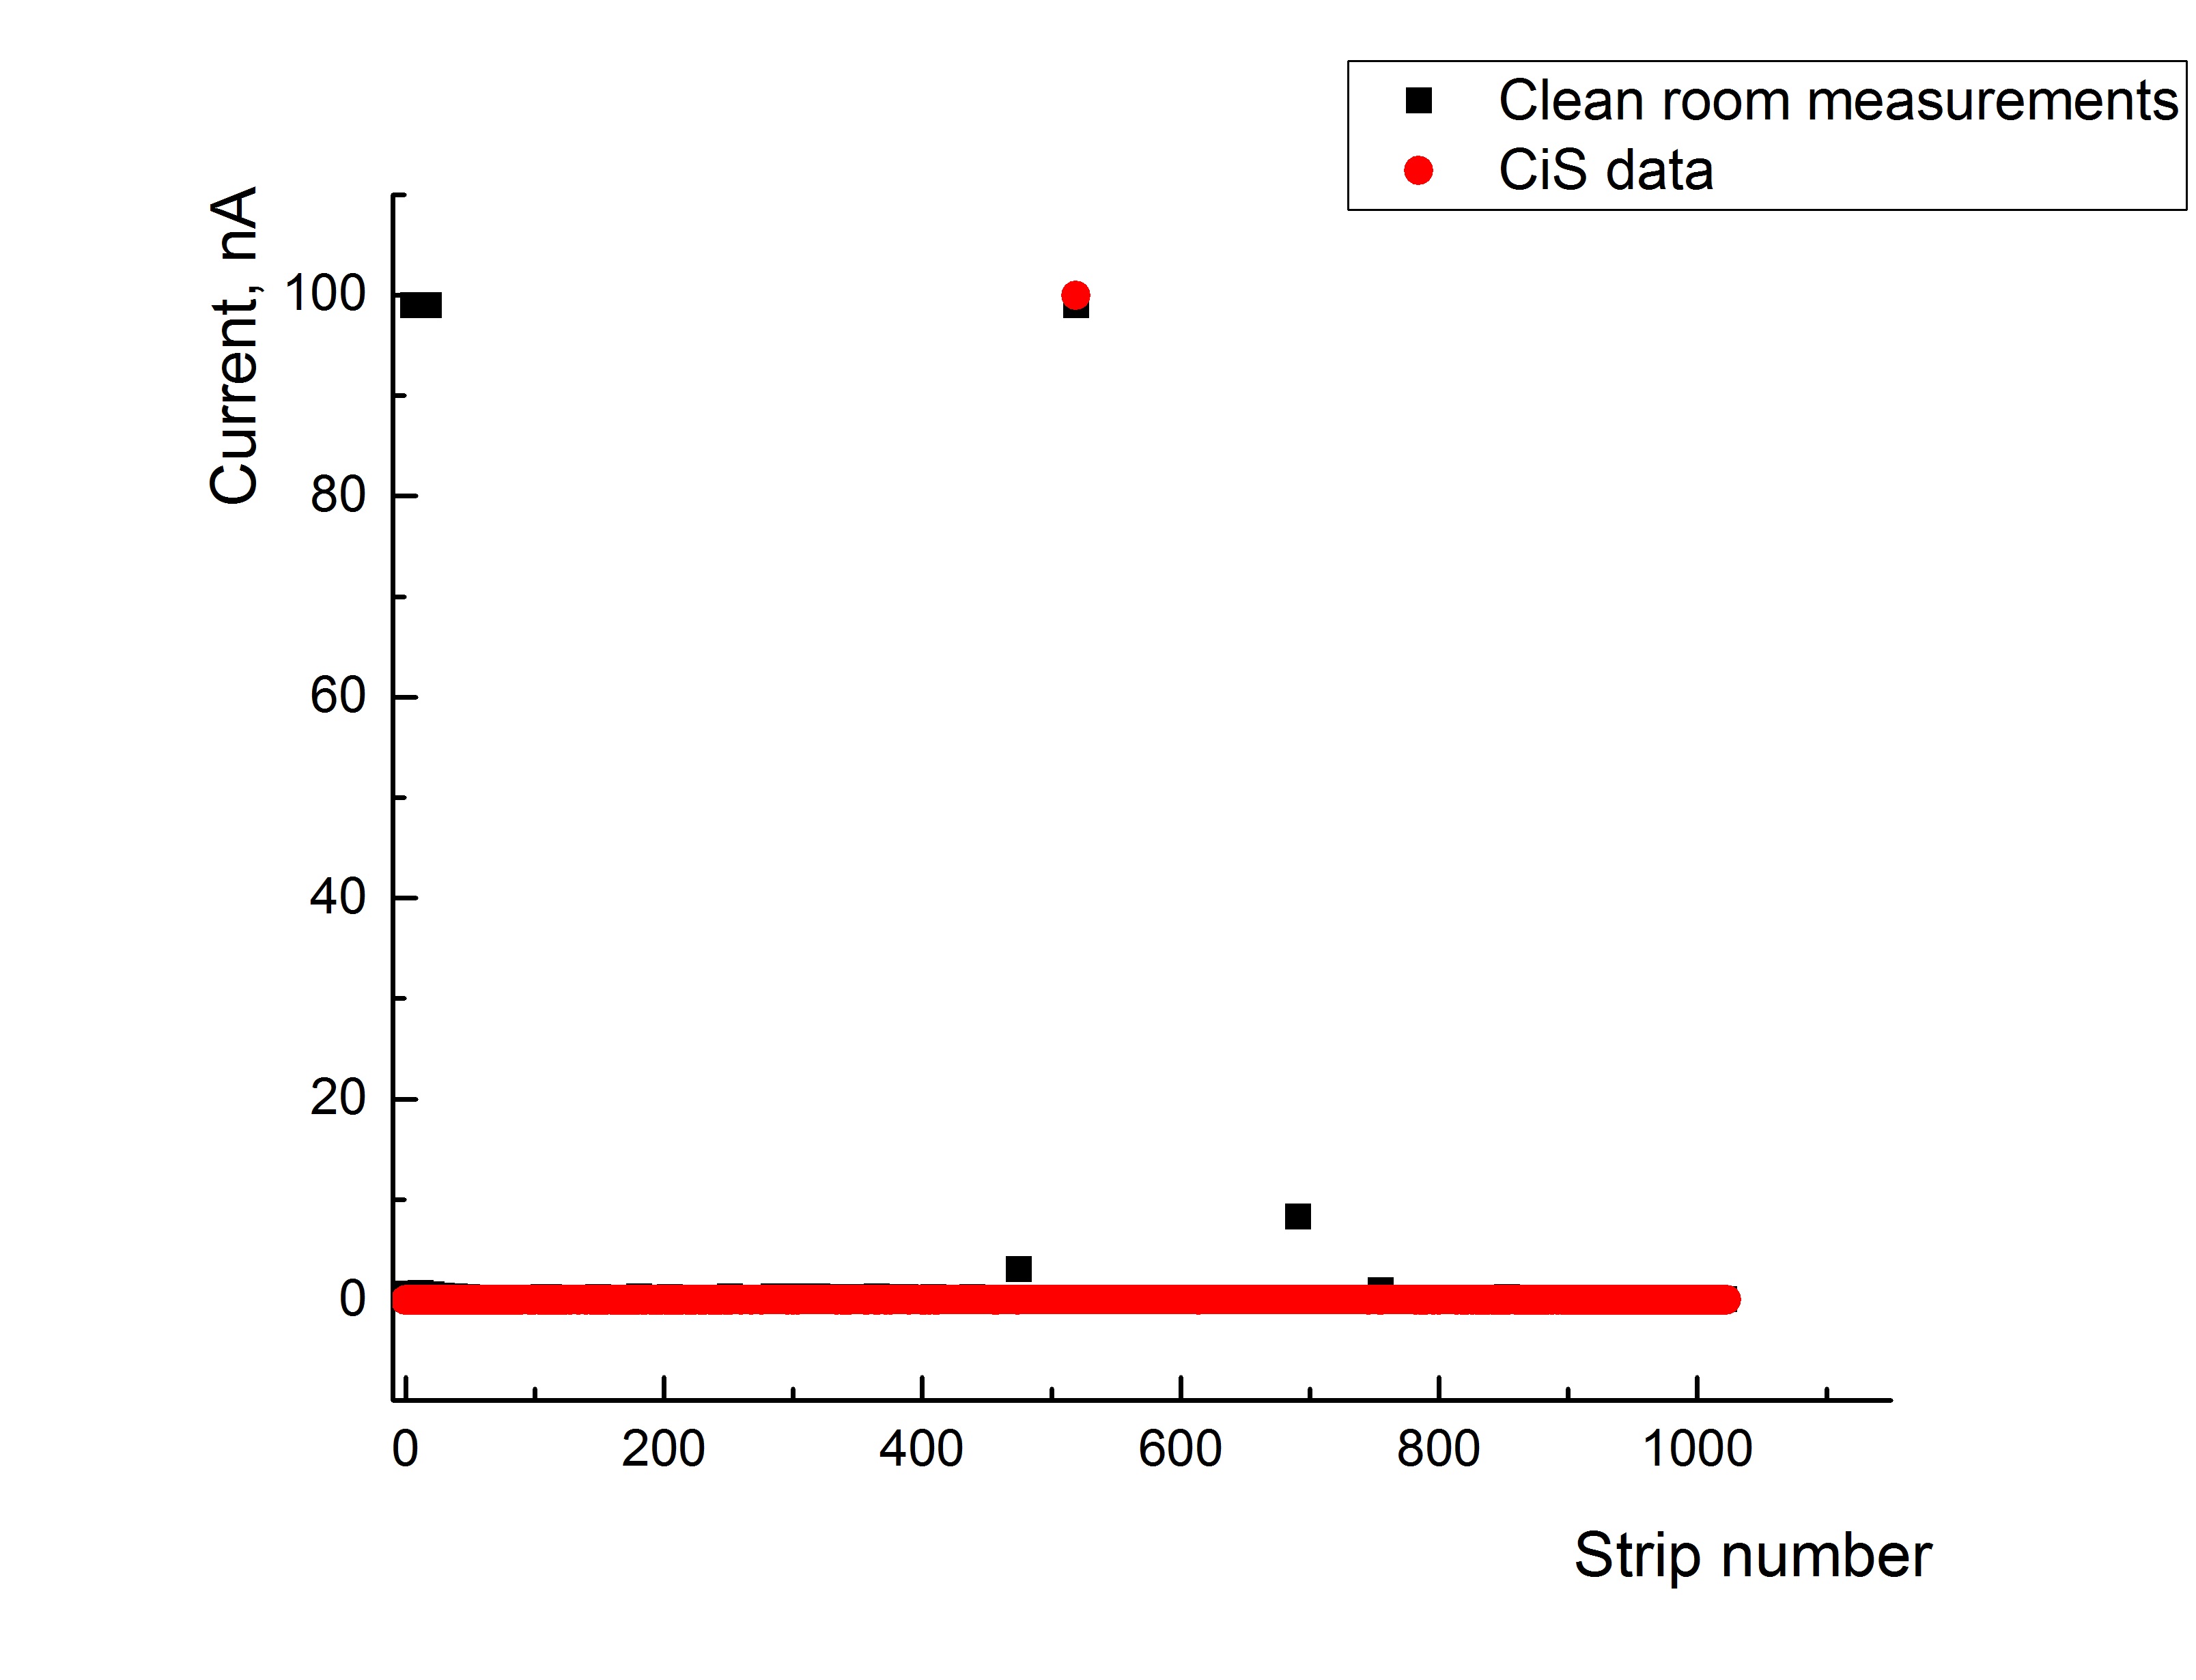 Clean room measurements
CiS data
Current, nA
100
80
60
40
20
0
0 200 400 600 800 1000
Strip number